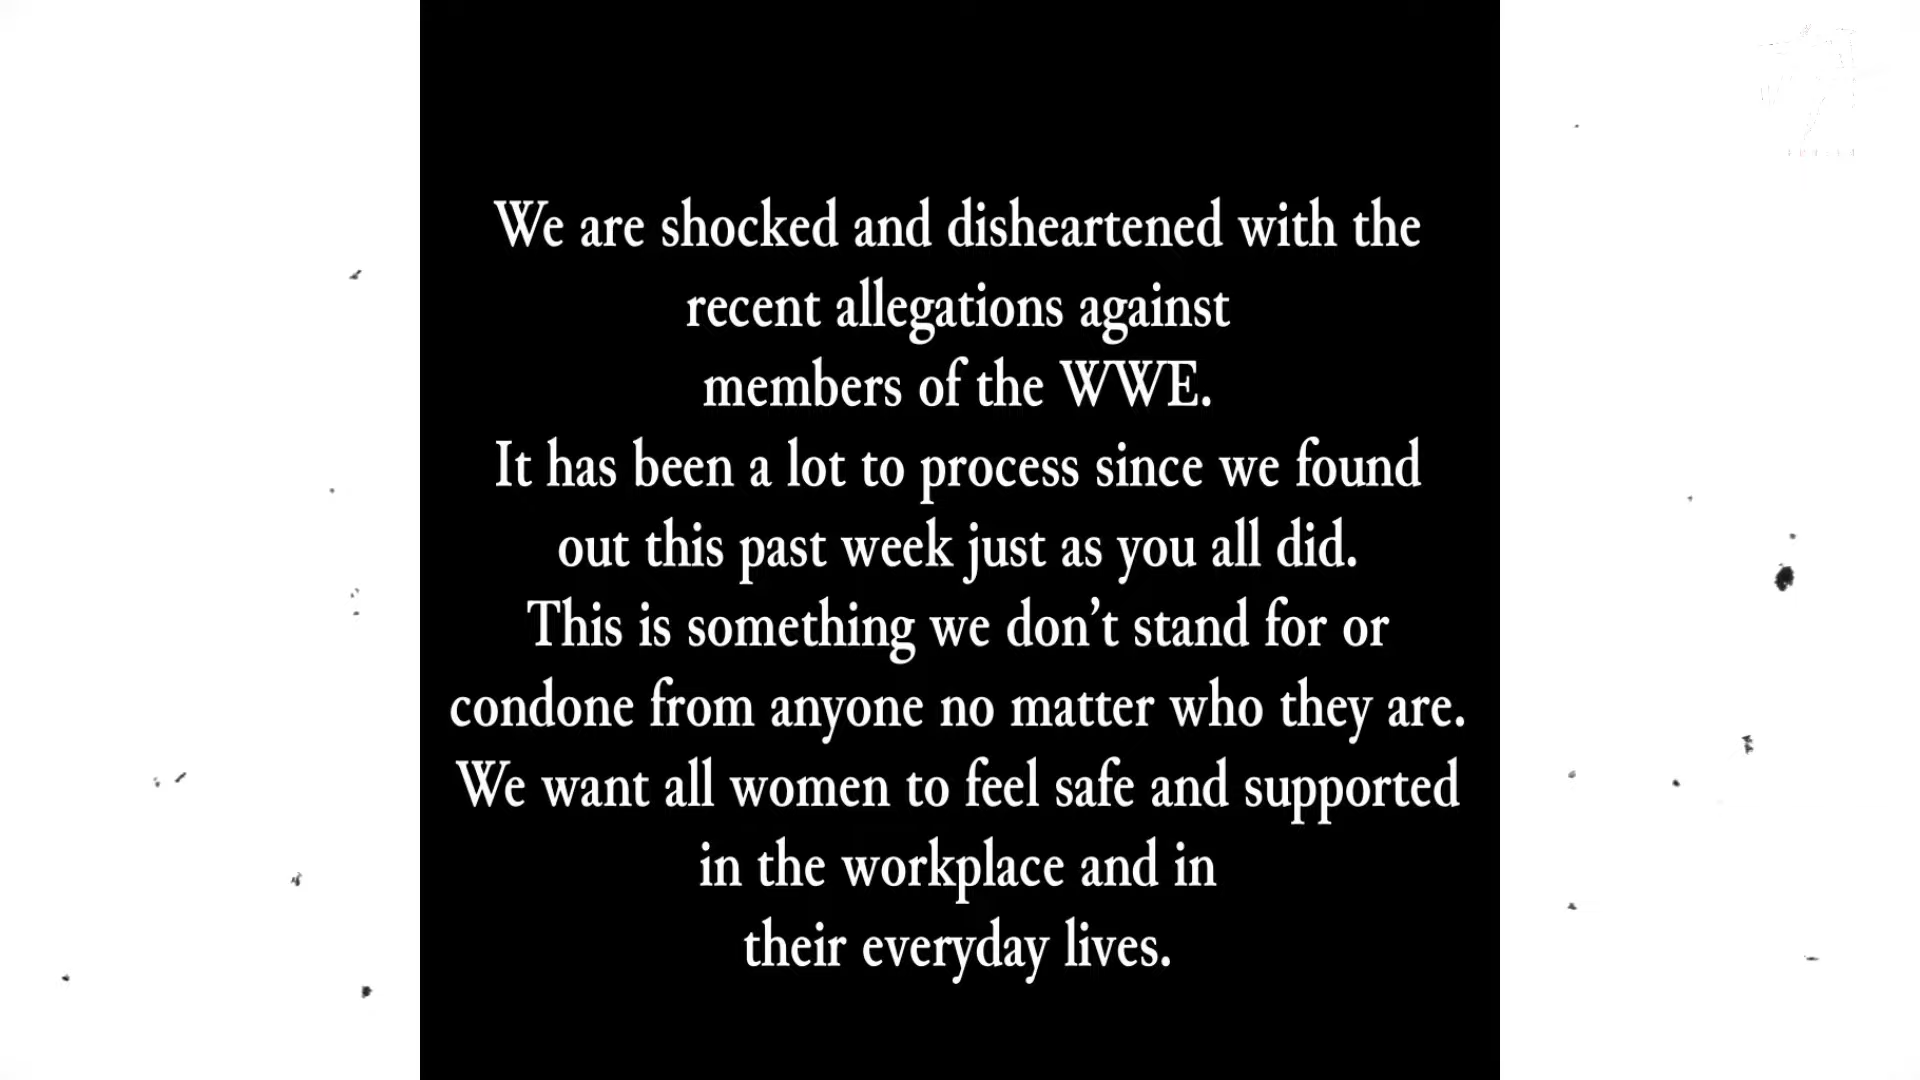 We are shocked and disheartened with the
recent allegations against
members of the WWE.
It has been a lot to process since we found
out this past week just as you all did.
This is something we don’t stand for or
condone from anyone no matter who they are.
We want all women to feel safe and supported
in the workplace and in
their everyday lives.